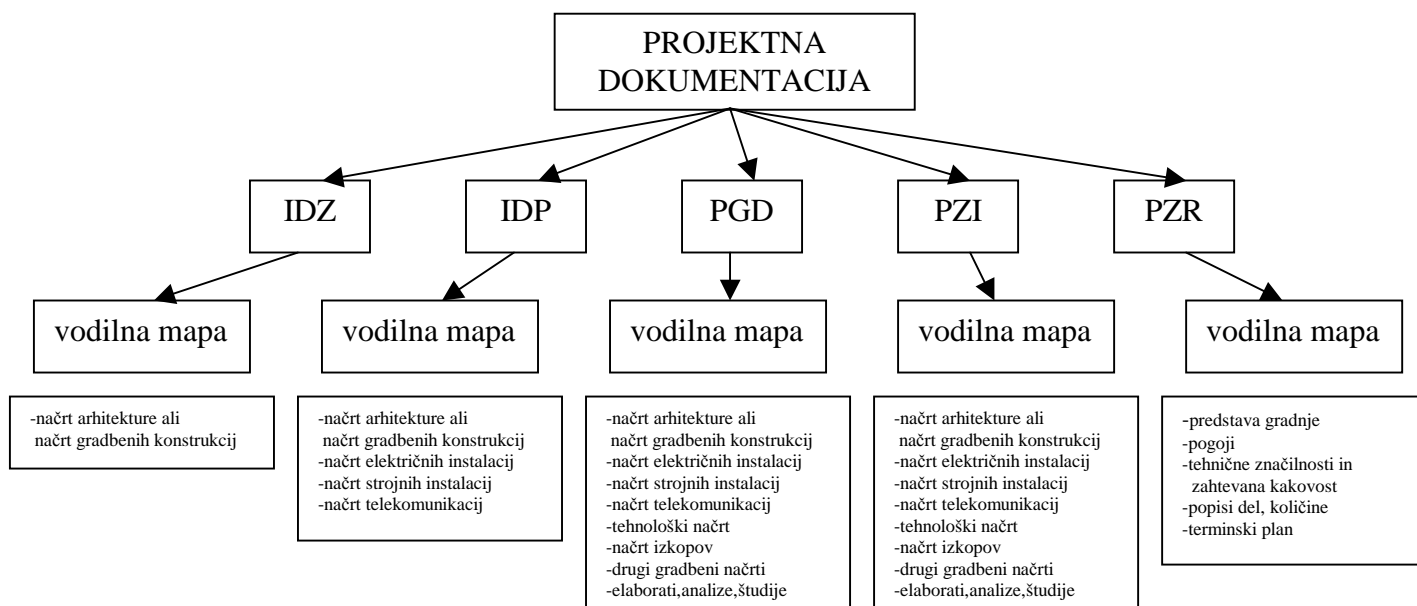 PROJEKTNA
DOKUMENTACIJA
IDZ
IDP
PGD
PZI
PZR
vodilna mapa
vodilna mapa
vodilna mapa
vodilna mapa
vodilna mapa
-načrt arhitekture ali
načrt gradbenih konstrukcij
-načrt arhitekture ali
načrt gradbenih konstrukcij
-načrt električnih instalacij
-načrt strojnih instalacij
-načrt telekomunikacij
-načrt arhitekture ali
načrt gradbenih konstrukcij
-načrt električnih instalacij
-načrt strojnih instalacij
-načrt telekomunikacij
-tehnološki načrt
-načrt izkopov
-drugi gradbeni načrti
-elaborati,analize,študije
-načrt arhitekture ali
načrt gradbenih konstrukcij
-načrt električnih instalacij
-načrt strojnih instalacij
-načrt telekomunikacij
-tehnološki načrt
-načrt izkopov
-drugi gradbeni načrti
-elaborati,analize,študije
-predstava gradnje
-pogoji
-tehnične značilnosti in
zahtevana kakovost
-popisi del, količine
-terminski plan